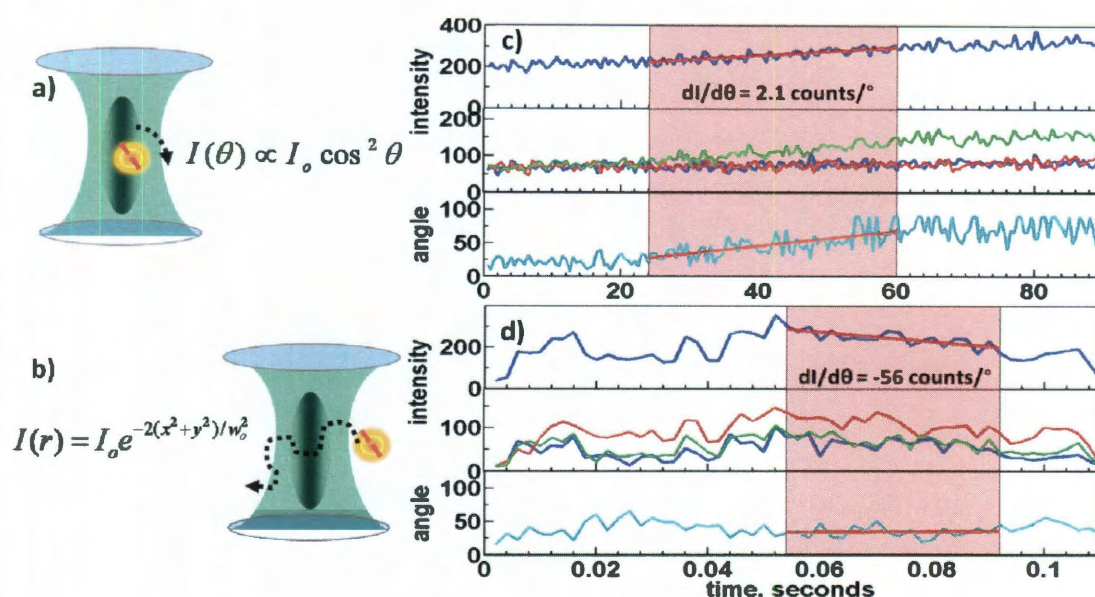 a)
I(θ) ∝ I_o cos² θ
b)
I(r) = I_o e^{-2(x²+y²)/w_o²}
c)
intensity
400
200
0
dI/dθ = 2.1 counts/°
200
100
0
angle
100
50
0
0 20 40 60 80
d)
intensity
200
0
dI/dθ = -56 counts/°
100
0
angle
100
50
0
0 0.02 0.04 0.06 0.08 0.1
time, seconds